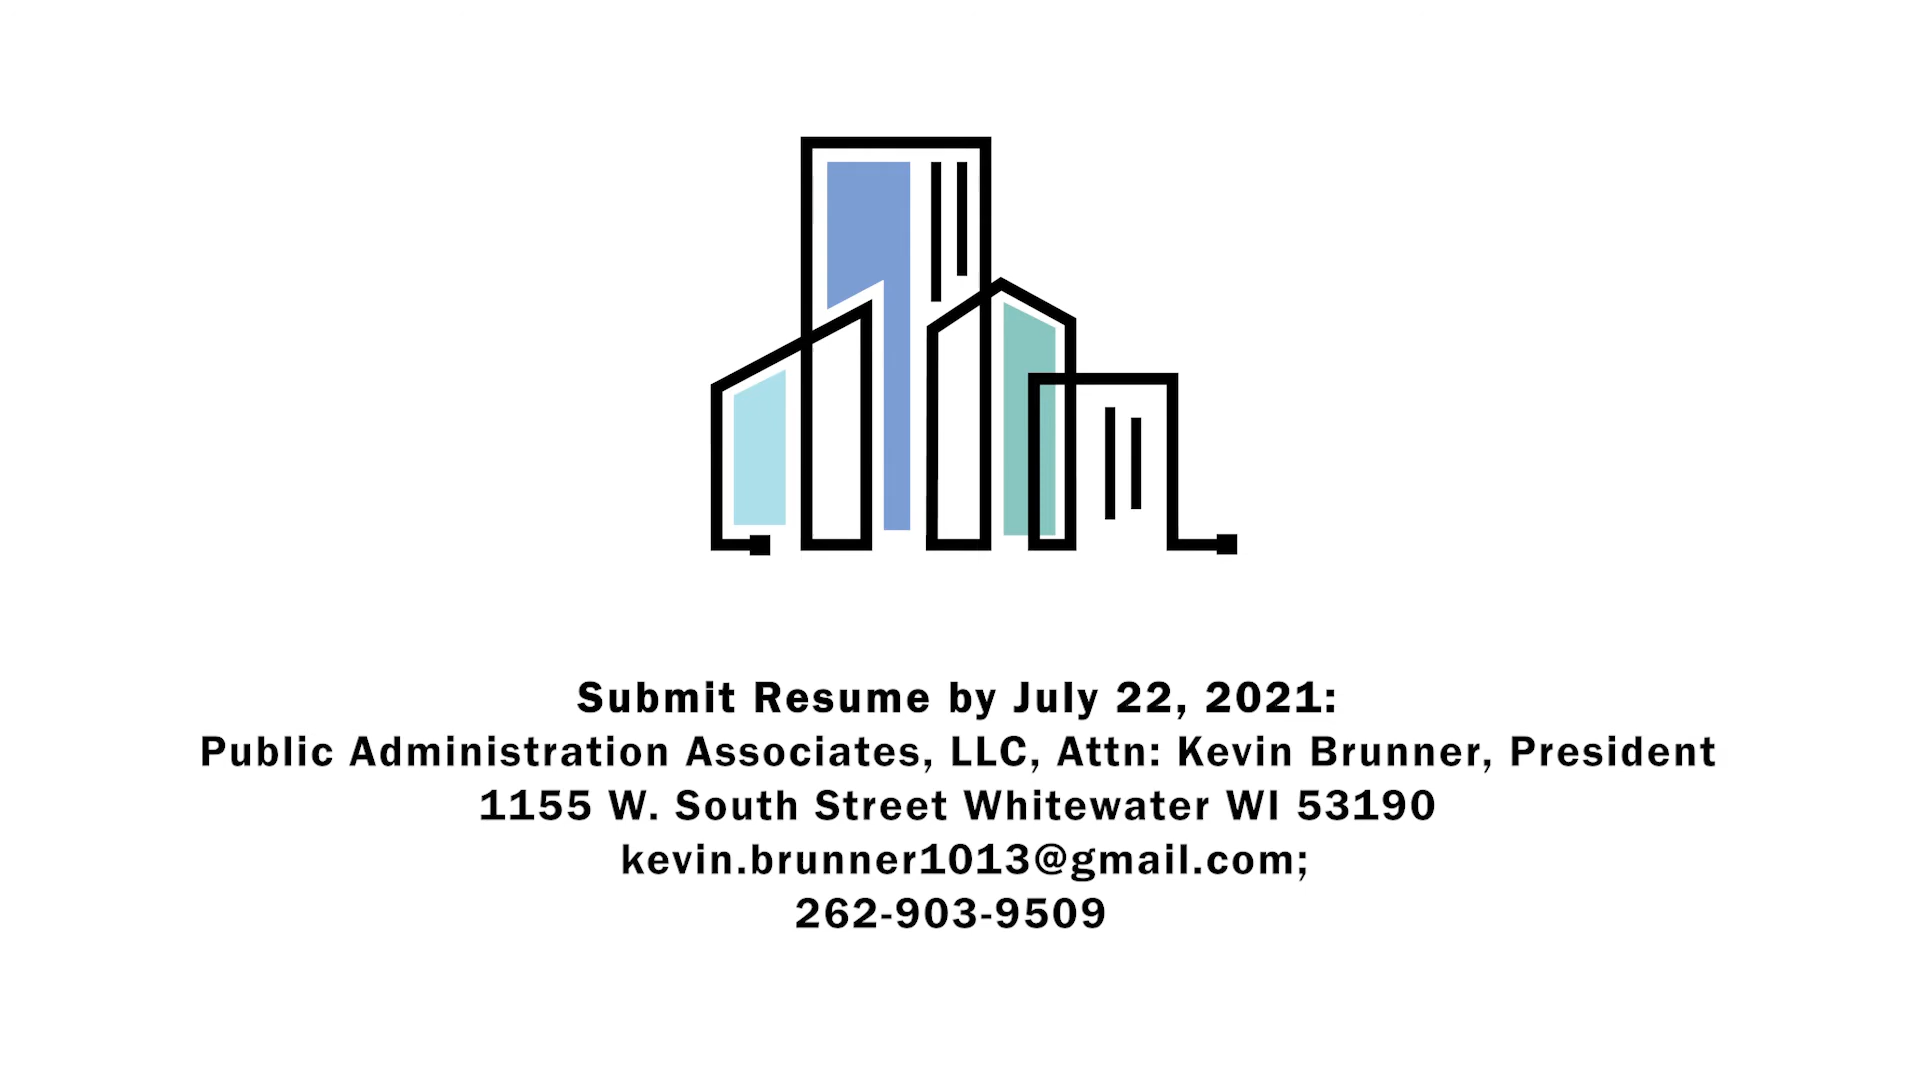 Submit Resume by July 22, 2021:
Public Administration Associates, LLC, Attn: Kevin Brunner, President
1155 W. South Street Whitewater WI 53190
kevin.brunner1013@gmail.com;
262-903-9509